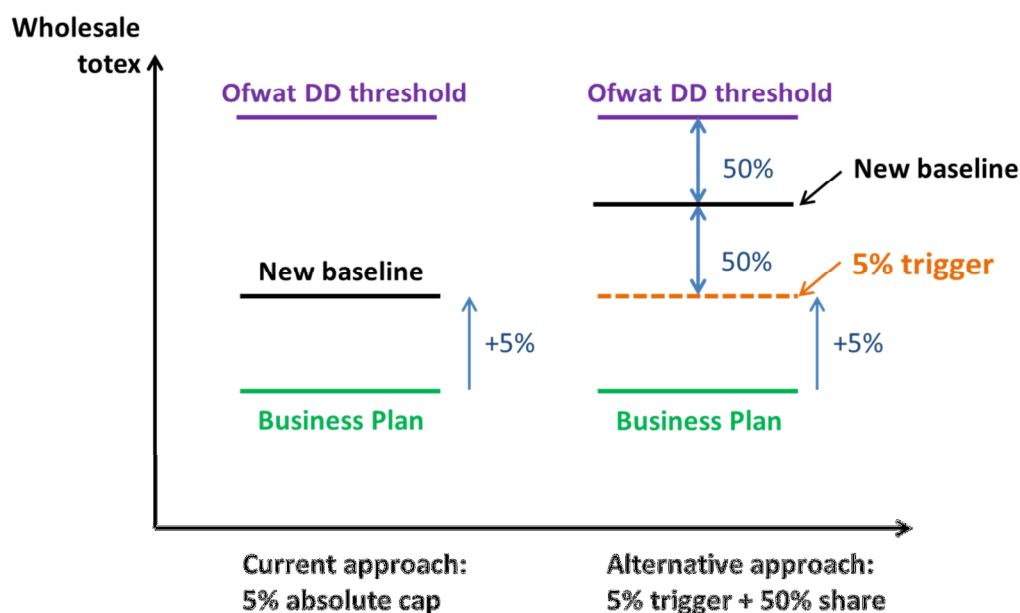 Wholesale
totex
Ofwat DD threshold
Ofwat DD threshold
50%
New baseline
New baseline
50%
5% trigger
+5%
+5%
Business Plan
Business Plan
Current approach:
5% absolute cap
Alternative approach:
5% trigger + 50% share